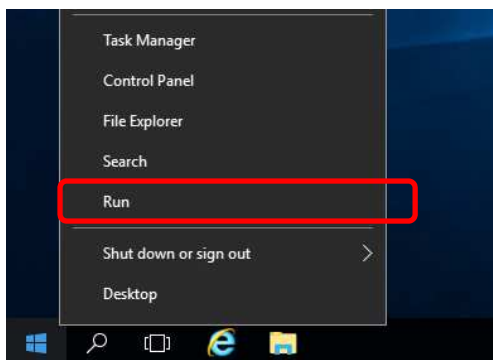 Task Manager
Control Panel
File Explorer
Search
Run
Shut down or sign out
Desktop